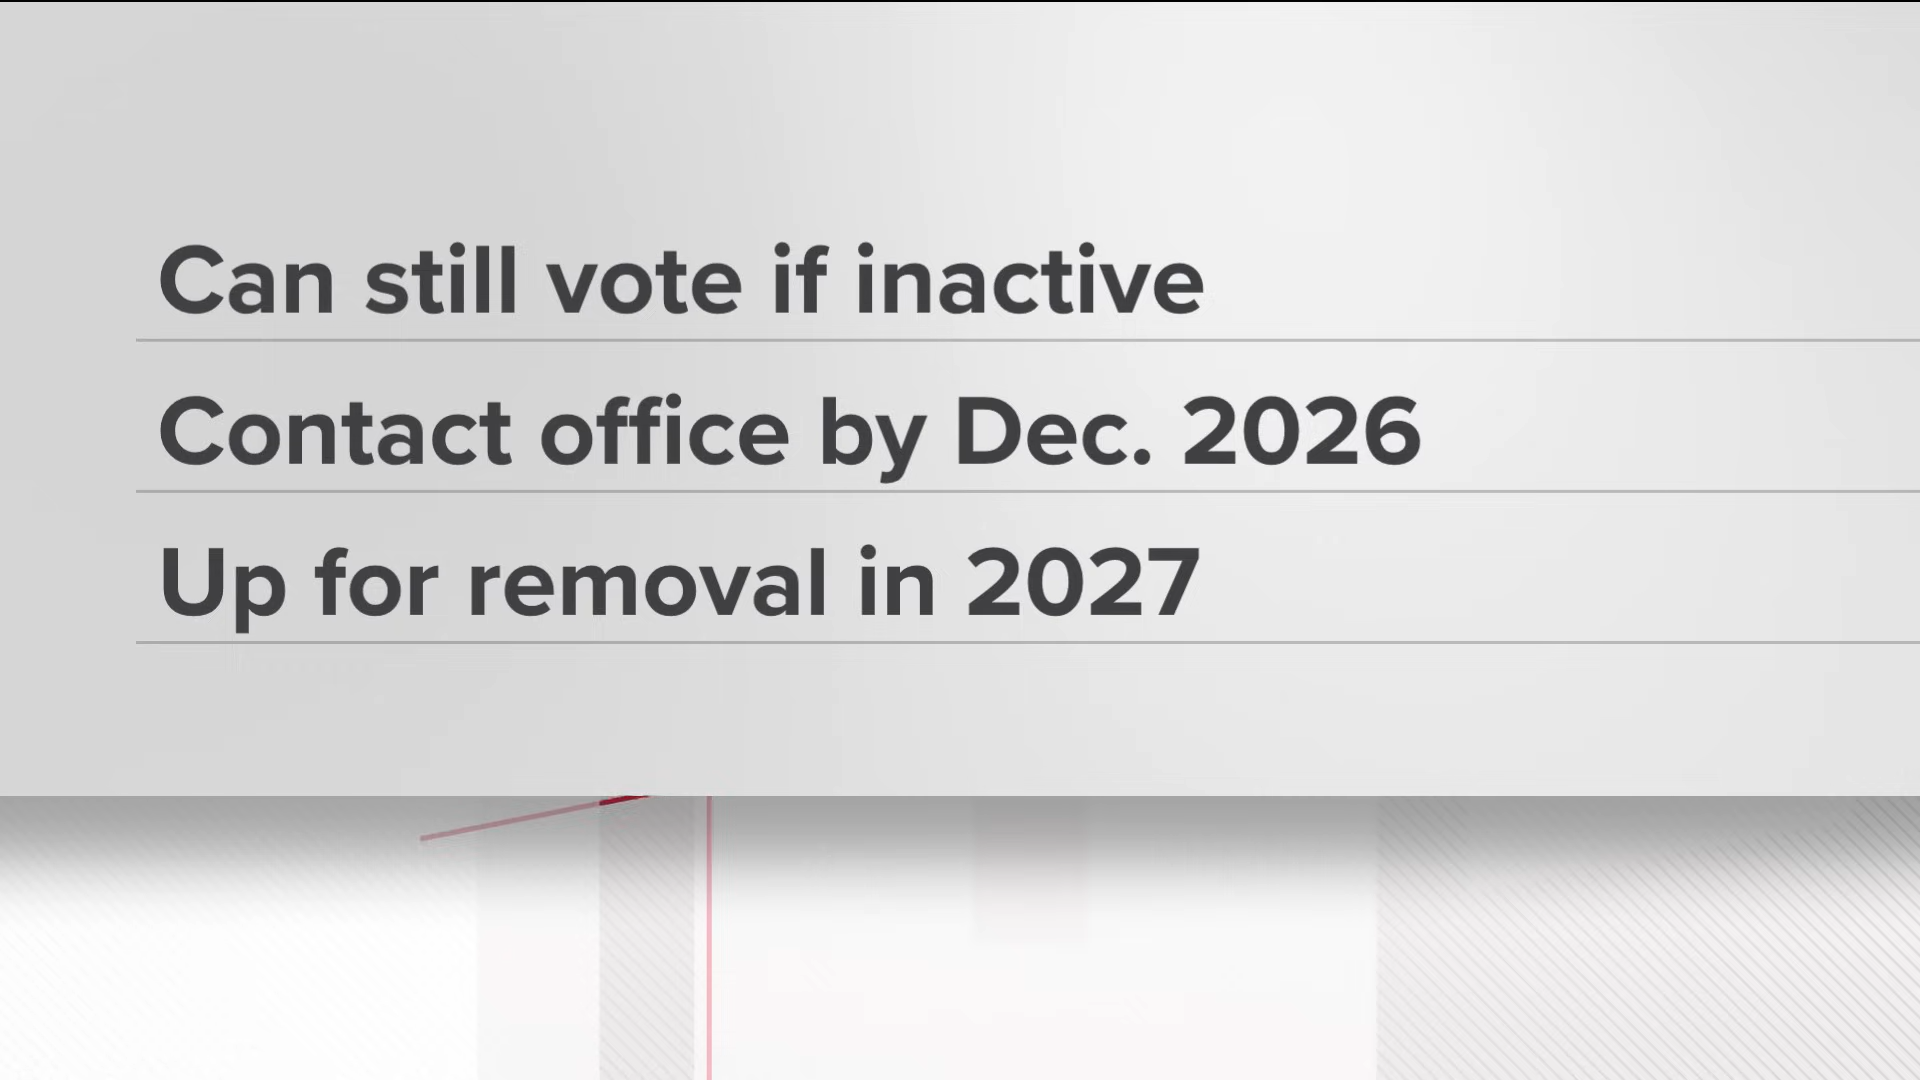 Can still vote if inactive
Contact office by Dec. 2026
Up for removal in 2027